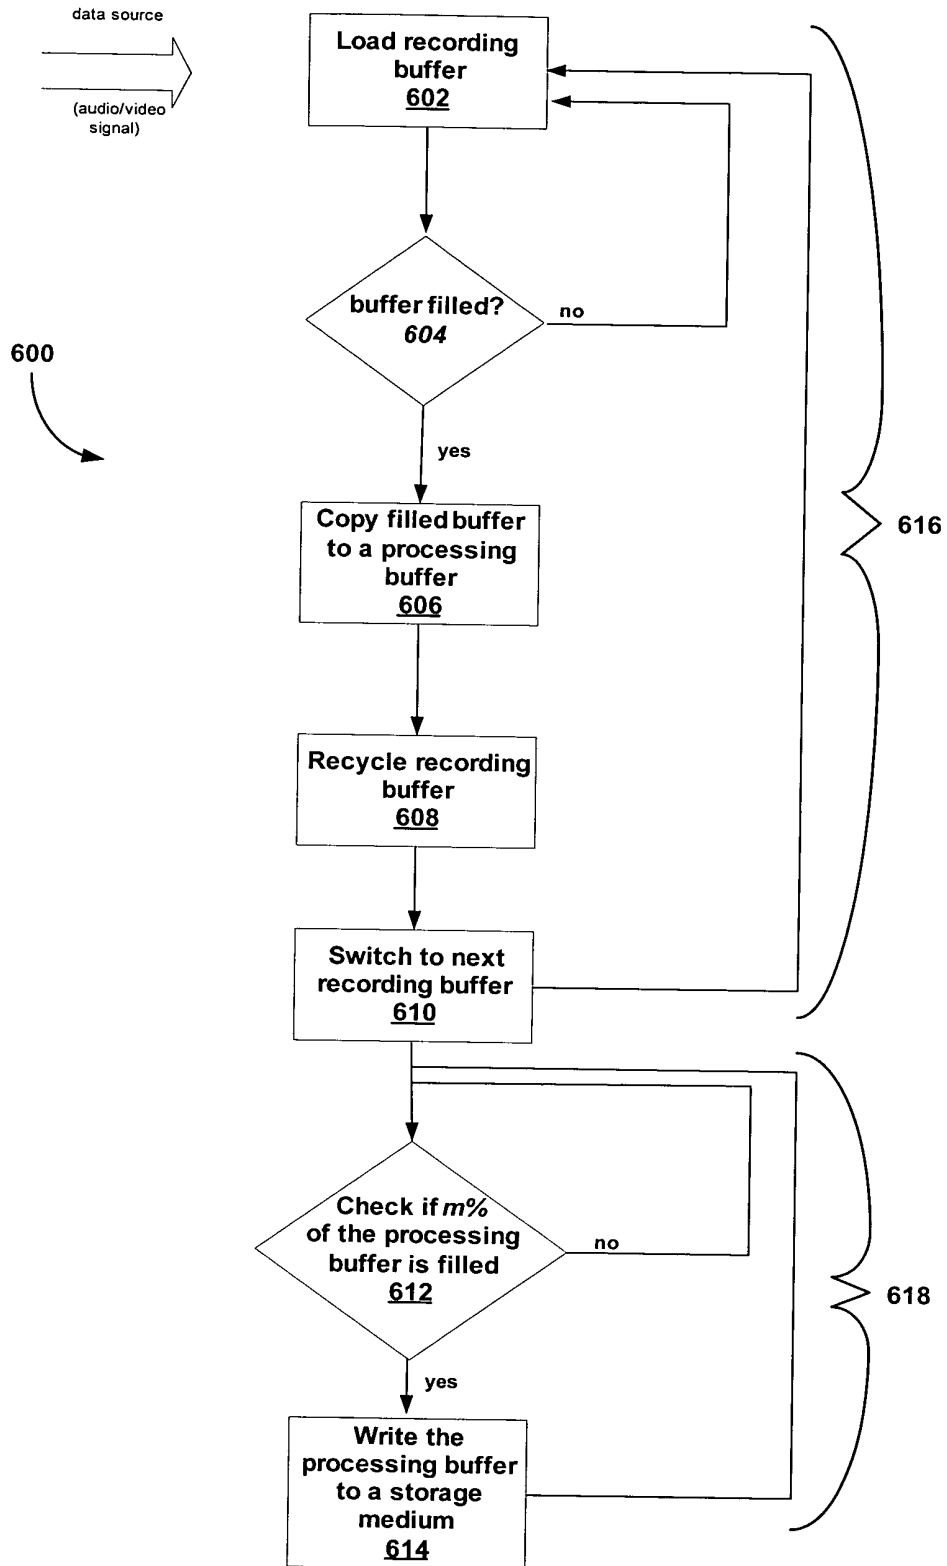 data source
(audio/video
signal)
Load recording
buffer
602
buffer filled?
604
no
600
yes
Copy filled buffer
to a processing
buffer
606
616
Recycle recording
buffer
608
Switch to next
recording buffer
610
Check if m%
of the processing
buffer is filled
612
no
618
yes
Write the
processing buffer
to a storage
medium
614